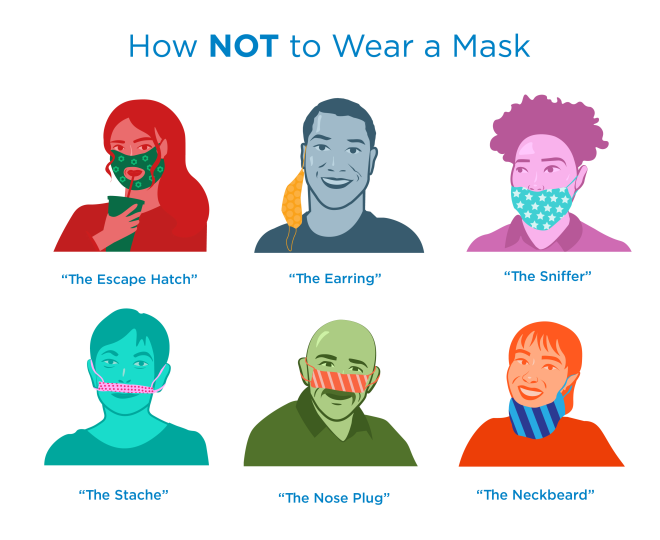 How NOT to Wear a Mask
“The Escape Hatch”
“The Earring”
“The Sniffer”
“The Stache”
“The Nose Plug”
“The Neckbeard”